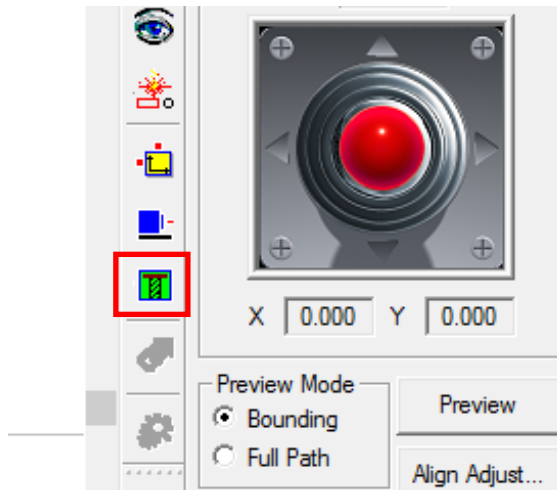 X 0.000 Y 0.000
Preview Mode
Bounding
Full Path
Preview
Align Adjust...